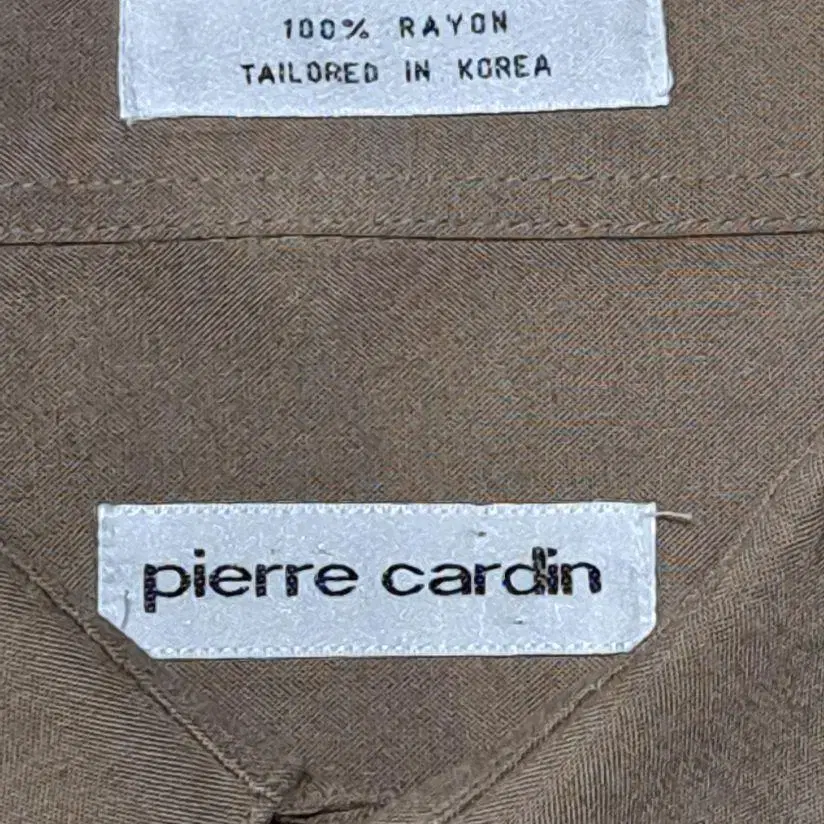 100% RAYON
TAILORED IN KOREA
pierre cardin